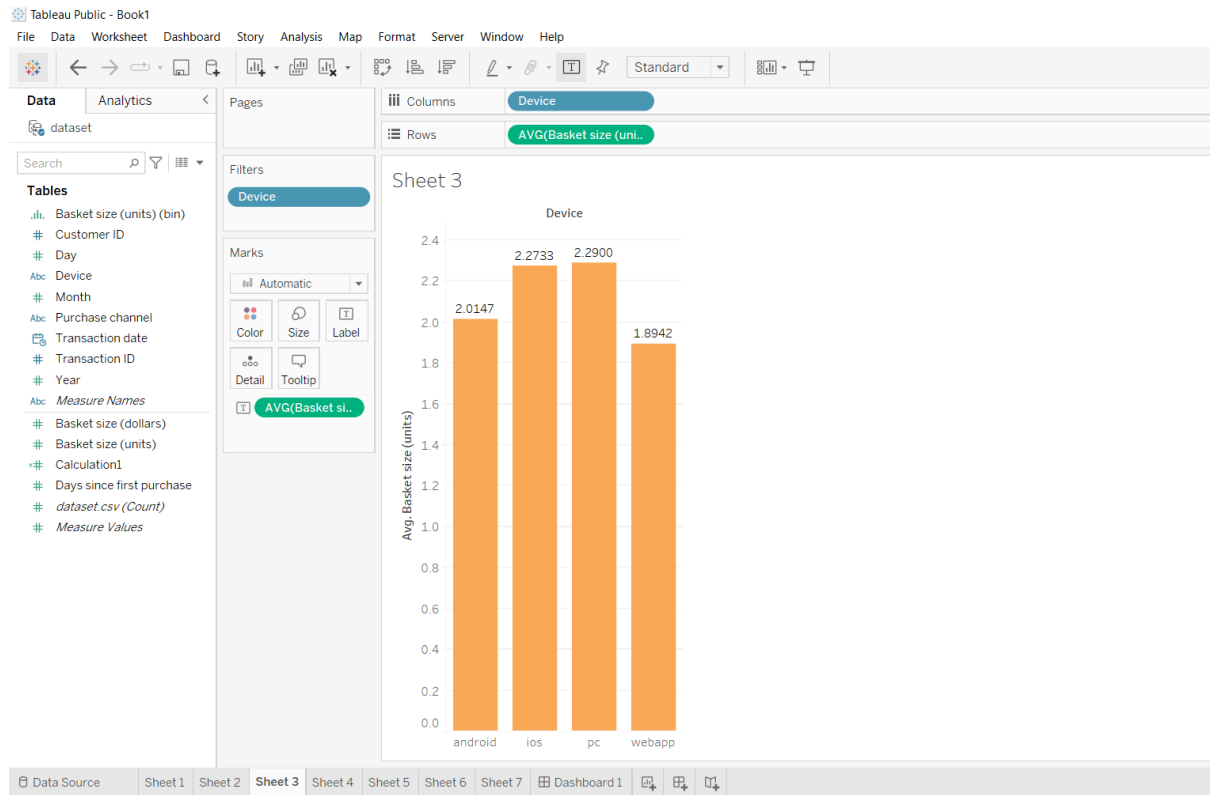 Tableau Public - Book1
File Data Worksheet Dashboard Story Analysis Map Format Server Window Help
Standard
Data Analytics
dataset
Search
Tables
Basket size (units) (bin)
# Customer ID
# Day
Abc Device
# Month
Abc Purchase channel
Transaction date
# Transaction ID
# Year
Abc Measure Names
# Basket size (dollars)
# Basket size (units)
=# Calculation1
# Days since first purchase
# dataset.csv (Count)
# Measure Values
Pages
Filters
Device
Marks
Automatic
Color Size T Label
Detail Tooltip
T AVG(Basket si..
Columns Device
Rows AVG(Basket size (uni..
Sheet 3
Device
Avg. Basket size (units)
2.4
2.2
2.0
1.8
1.6
1.4
1.2
1.0
0.8
0.6
0.4
0.2
0.0
2.0147 2.2733 2.2900 1.8942
android ios pc webapp
Data Source Sheet 1 Sheet 2 Sheet 3 Sheet 4 Sheet 5 Sheet 6 Sheet 7 Dashboard 1